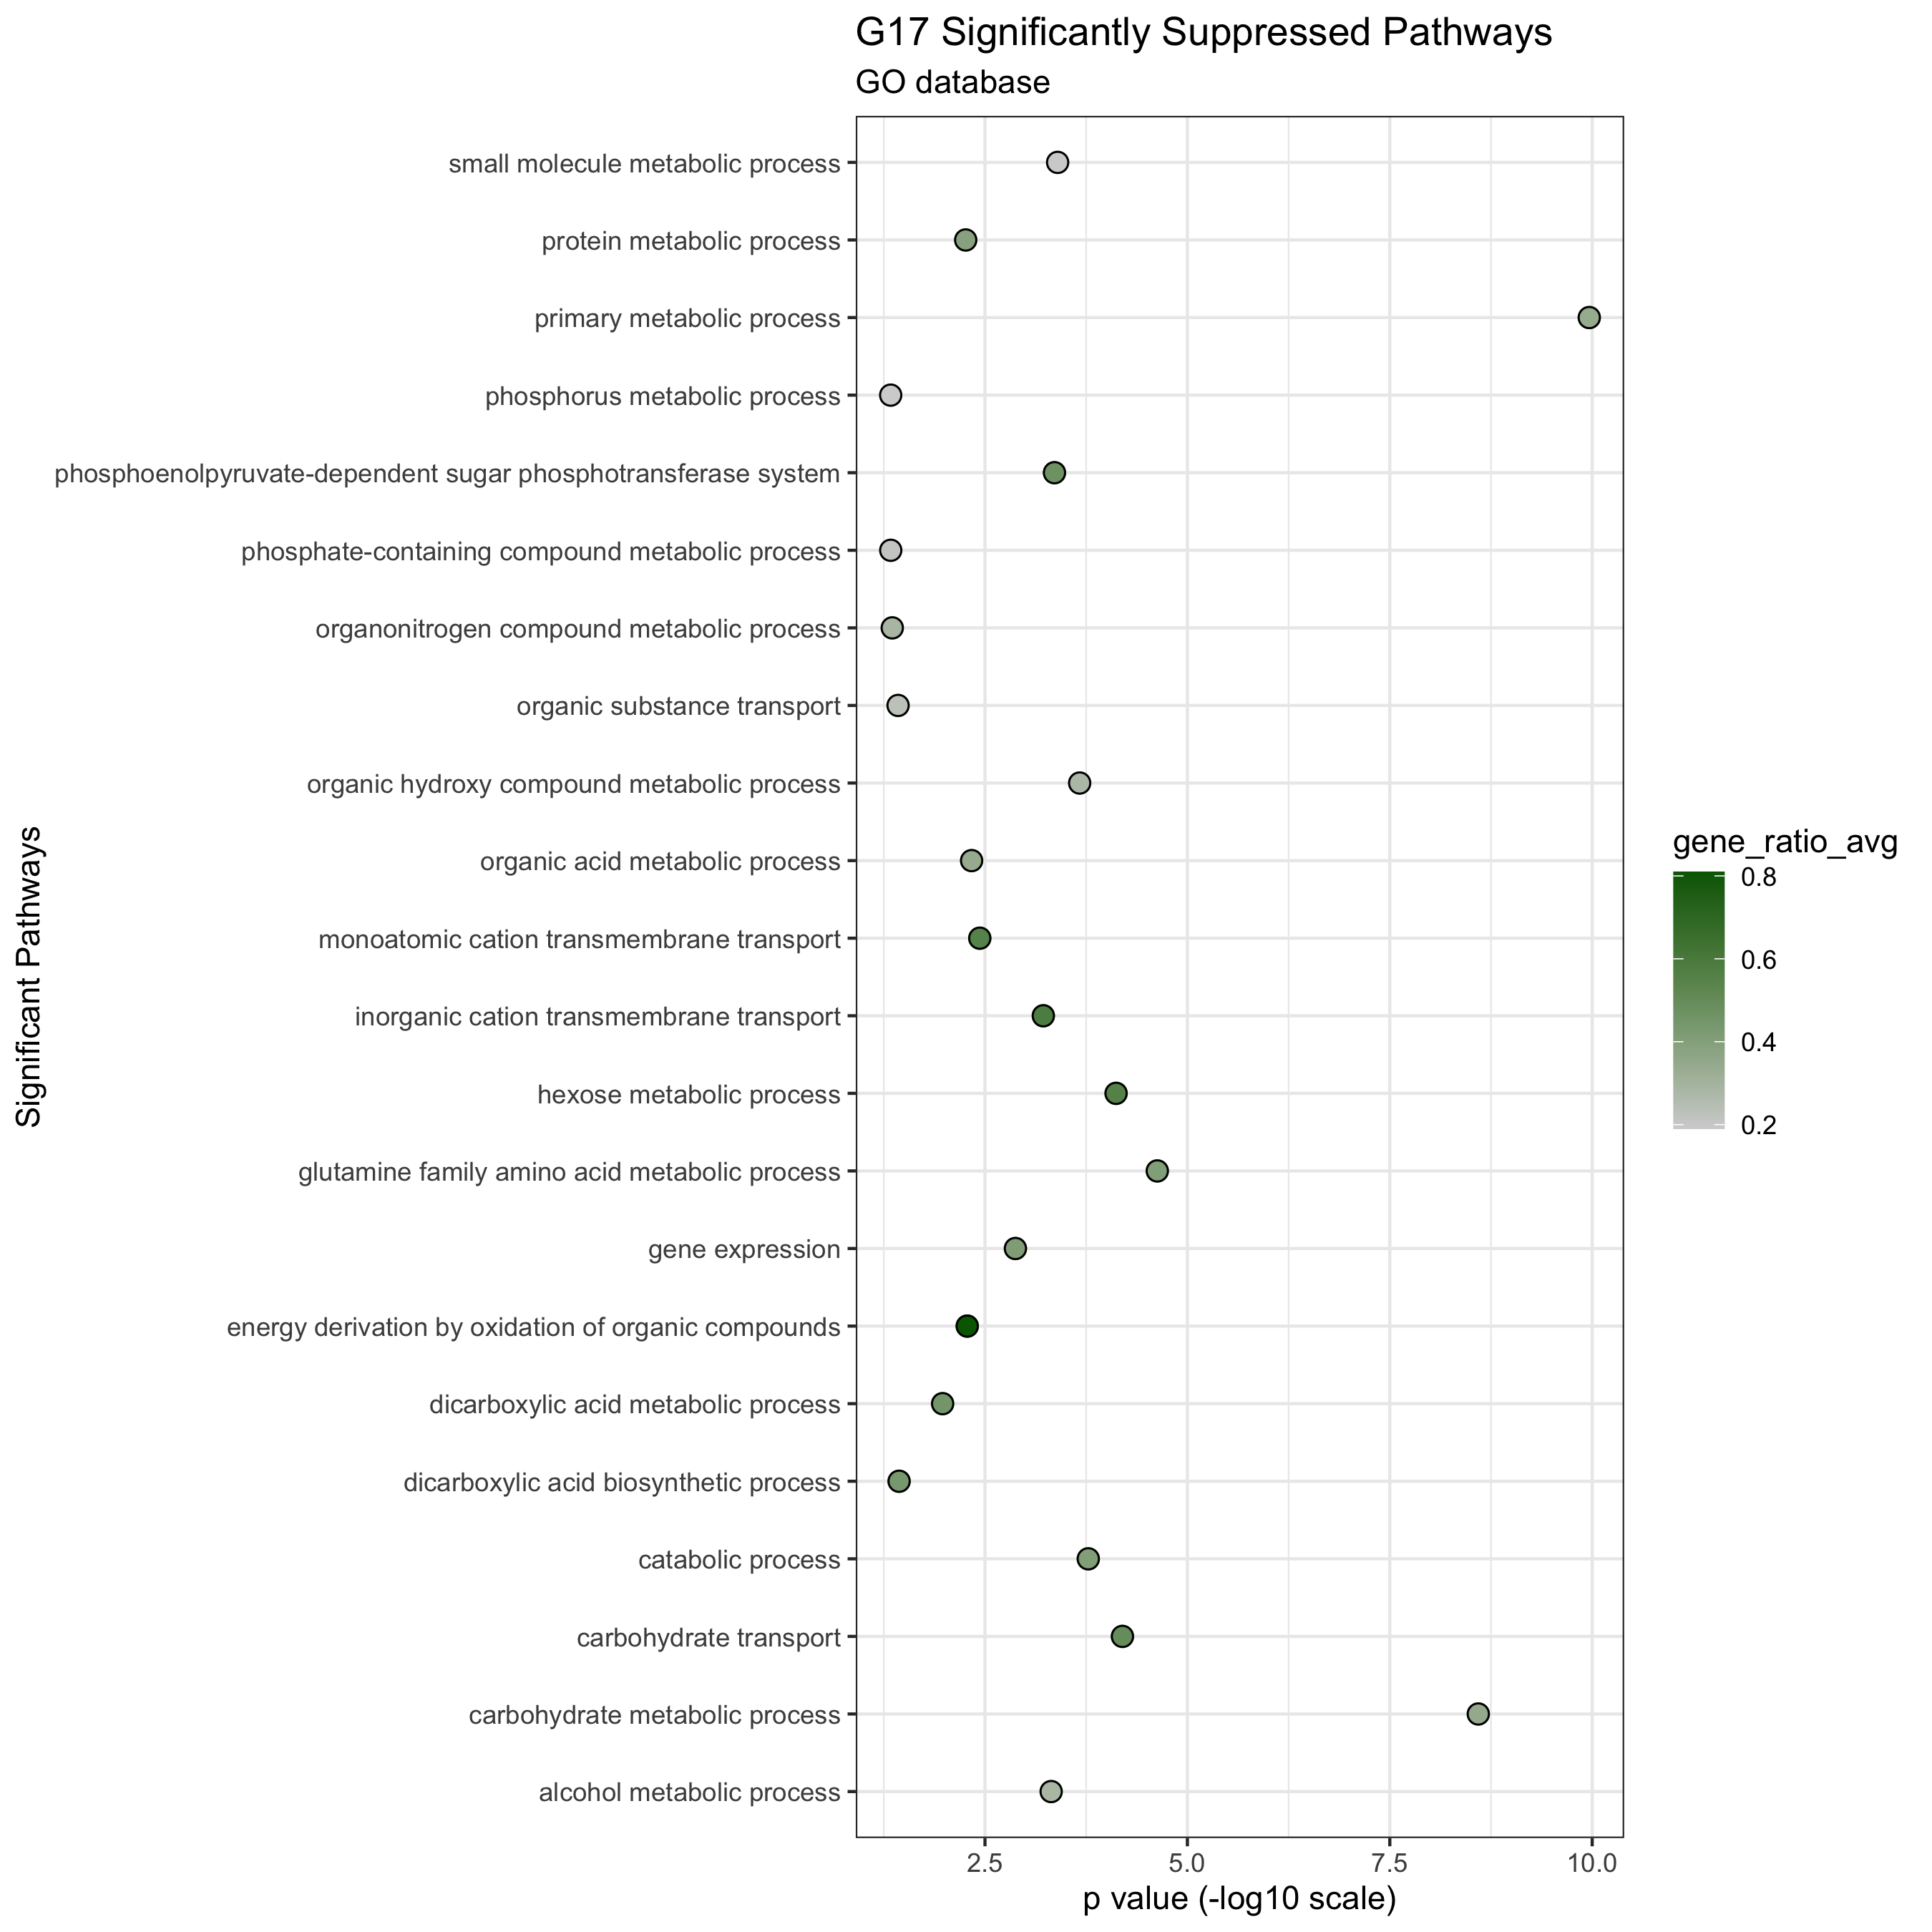 G17 Significantly Suppressed Pathways
GO database
small molecule metabolic process
protein metabolic process
primary metabolic process
phosphorus metabolic process
phosphoenolpyruvate-dependent sugar phosphotransferase system
phosphate-containing compound metabolic process
organonitrogen compound metabolic process
organic substance transport
organic hydroxy compound metabolic process
organic acid metabolic process
monoatomic cation transmembrane transport
inorganic cation transmembrane transport
hexose metabolic process
glutamine family amino acid metabolic process
gene expression
energy derivation by oxidation of organic compounds
dicarboxylic acid metabolic process
dicarboxylic acid biosynthetic process
catabolic process
carbohydrate transport
carbohydrate metabolic process
alcohol metabolic process
Significant Pathways
2.5 5.0 7.5 10.0
p value (-log10 scale)
gene_ratio_avg
0.8
0.6
0.4
0.2